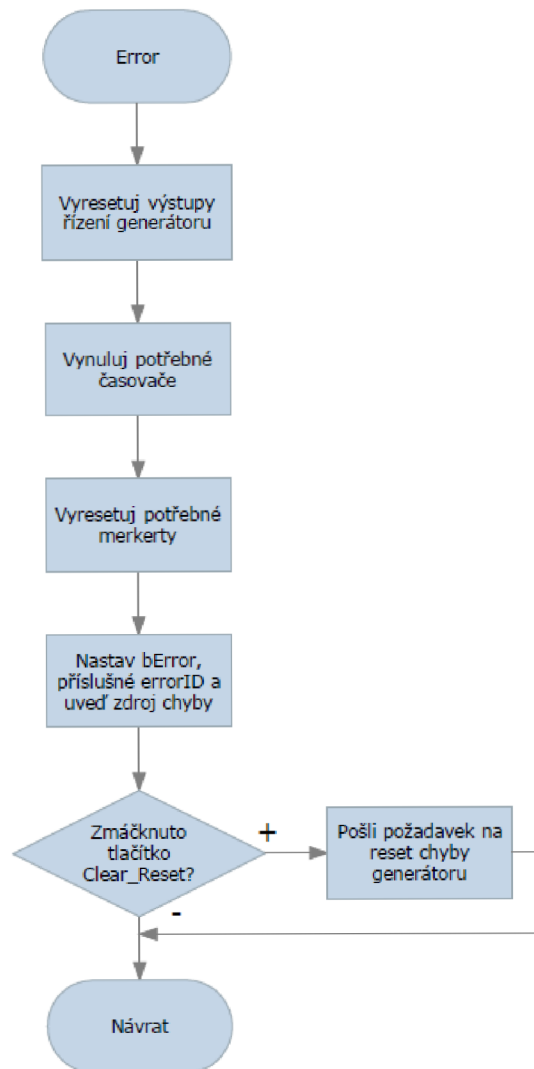 Error
Vyresetuj výstupy
řízení generátoru
Vynuluj potřebné
časovače
Vyresetuj potřebné
merkerty
Nastav bError,
příslušné errorID a
uveď zdroj chyby
Zmáčknuto
tlačítko
Clear_Reset?
+
Pošli požadavek na
reset chyby
generátoru
-
Návrat